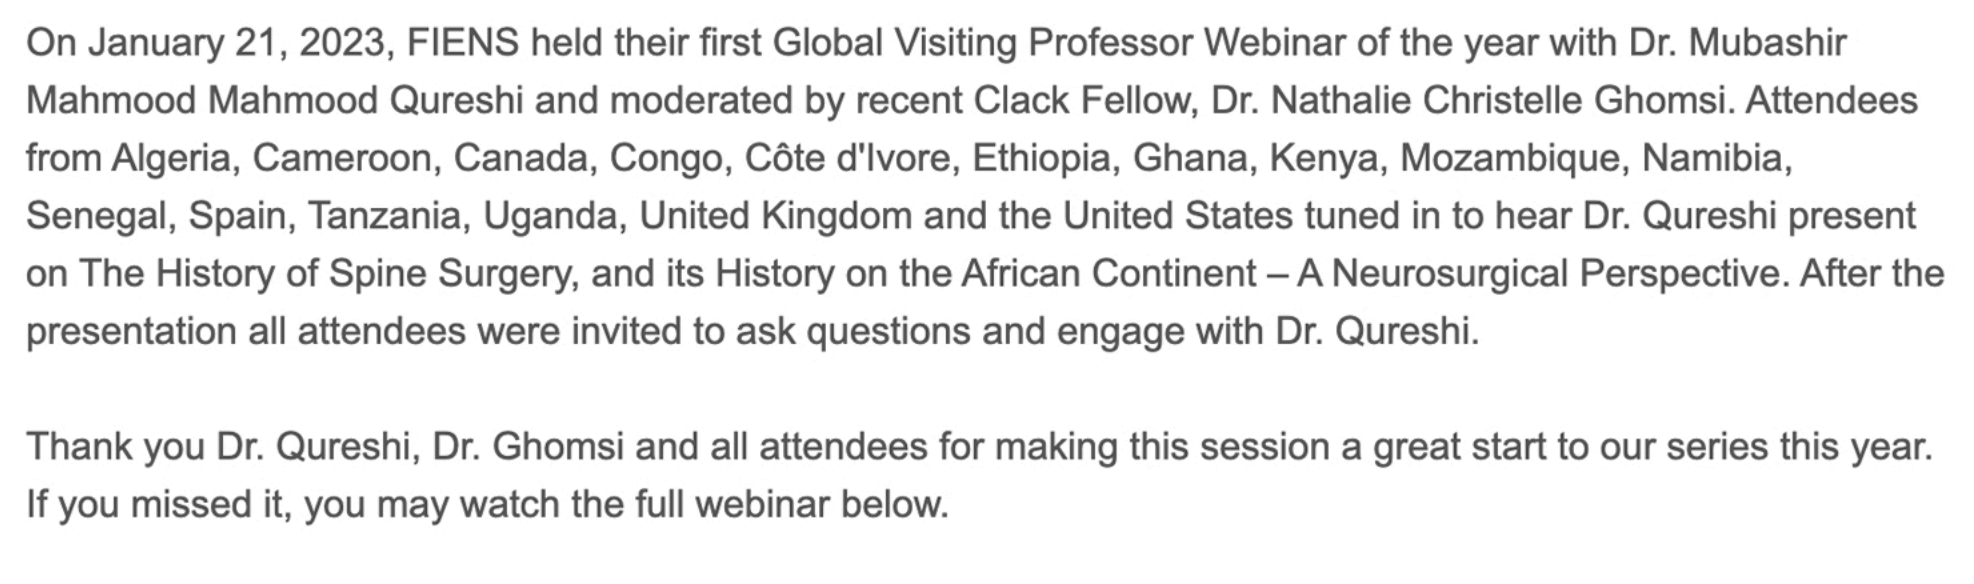 On January 21, 2023, FIENS held their first Global Visiting Professor Webinar of the year with Dr. Mubashir
Mahmood Mahmood Qureshi and moderated by recent Clack Fellow, Dr. Nathalie Christelle Ghomsi. Attendees
from Algeria, Cameroon, Canada, Congo, Côte d'Ivore, Ethiopia, Ghana, Kenya, Mozambique, Namibia,
Senegal, Spain, Tanzania, Uganda, United Kingdom and the United States tuned in to hear Dr. Qureshi present
on The History of Spine Surgery, and its History on the African Continent – A Neurosurgical Perspective. After the
presentation all attendees were invited to ask questions and engage with Dr. Qureshi.
Thank you Dr. Qureshi, Dr. Ghomsi and all attendees for making this session a great start to our series this year.
If you missed it, you may watch the full webinar below.